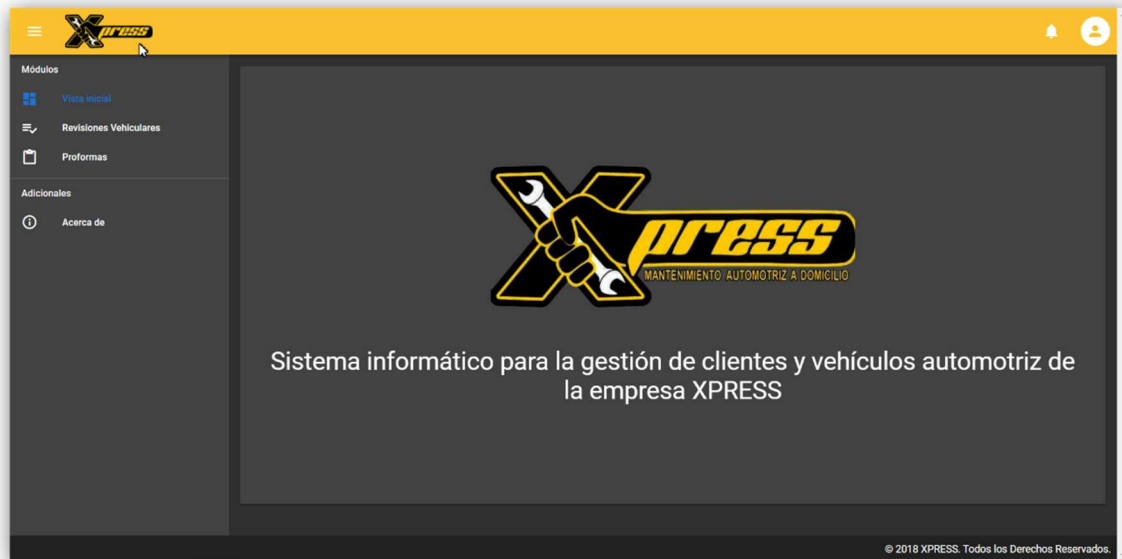 Xpress
Módulos
Vista inicial
Revisiones Vehiculares
Proformas
Adicionales
Acerca de
Xpress
MANTENIMIENTO AUTOMOTRIZ A DOMICILIO
Sistema informático para la gestión de clientes y vehículos automotriz de
la empresa XPRESS
© 2018 XPRESS. Todos los Derechos Reservados.